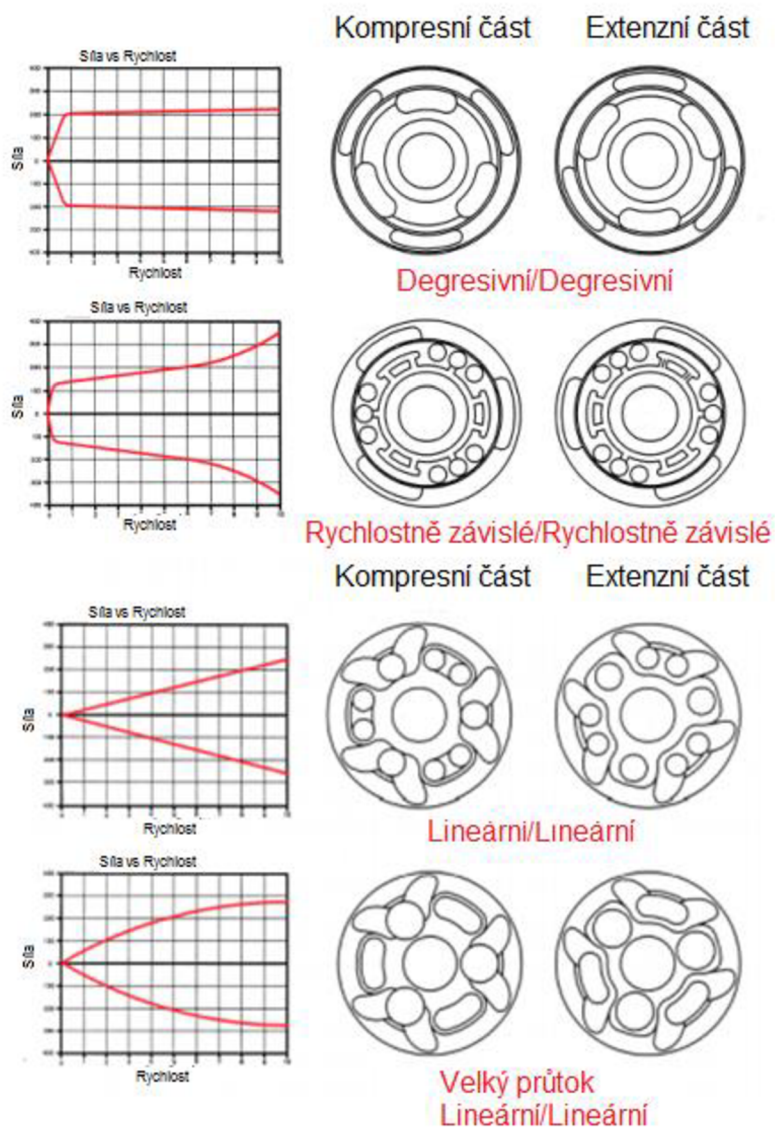 Kompresní část
Extenzní část
Síla vs Rychlost
Síla
Rychlost
Degresivní/Degresivní
Síla vs Rychlost
Síla
Rychlost
Rychlostně závislé/Rychlostně závislé
Kompresní část
Extenzní část
Síla vs Rychlost
Síla
Rychlost
Lineární/Lineární
Síla vs Rychlost
Síla
Rychlost
Velký průtok
Lineární/Lineární